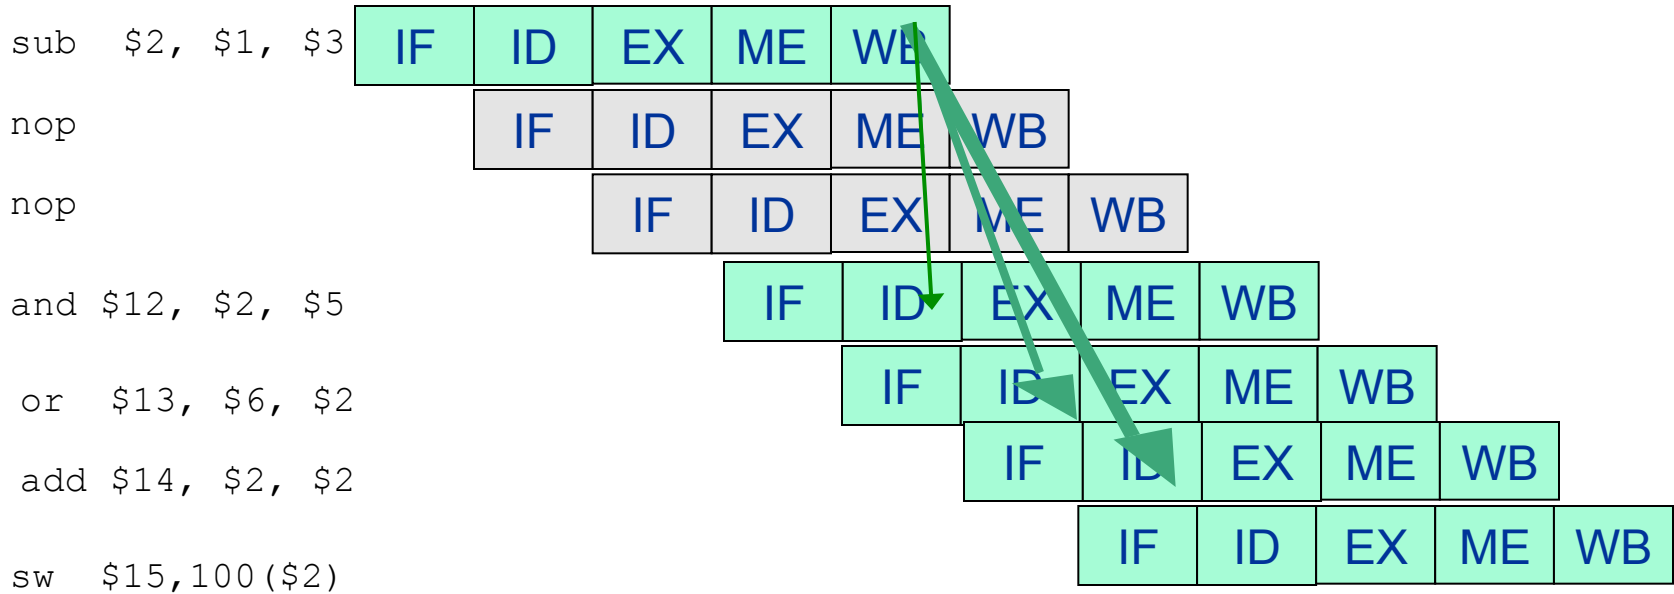 sub $2, $1, $3 IF ID EX ME WB
nop IF ID EX ME WB
nop IF ID EX ME WB
and $12, $2, $5 IF ID EX ME WB
or $13, $6, $2 IF ID EX ME WB
add $14, $2, $2 IF ID EX ME WB
sw $15,100($2) IF ID EX ME WB